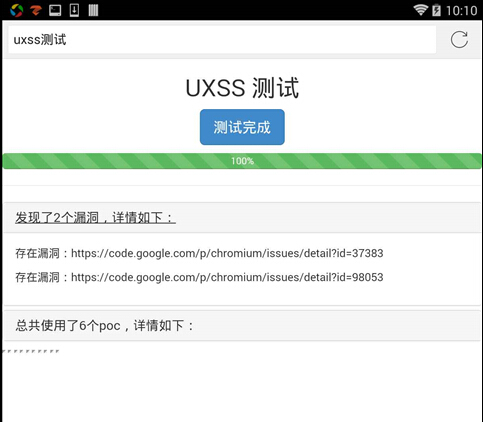 10:10
uxss测试
UXSS 测试
测试完成
100%
发现了2个漏洞，详情如下：
存在漏洞：https://code.google.com/p/chromium/issues/detail?id=37383
存在漏洞：https://code.google.com/p/chromium/issues/detail?id=98053
总共使用了6个poc，详情如下：